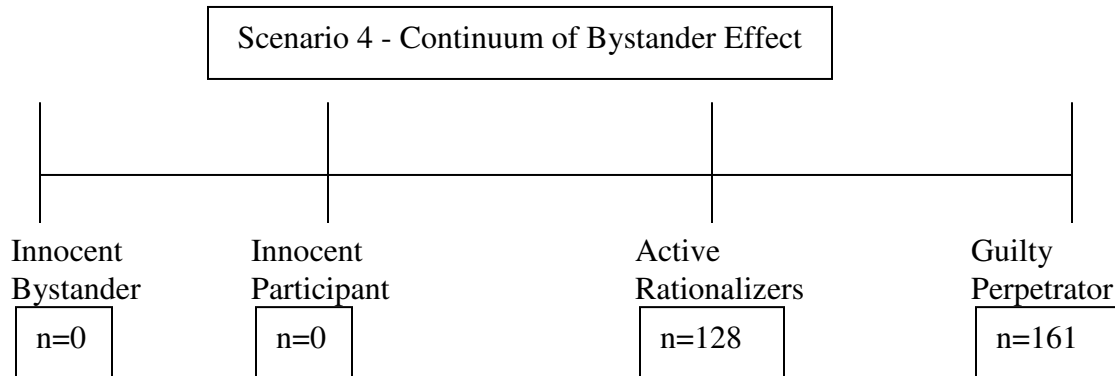 Scenario 4 - Continuum of Bystander Effect
Innocent
Bystander
n=0
Innocent
Participant
n=0
Active
Rationalizers
n=128
Guilty
Perpetrator
n=161